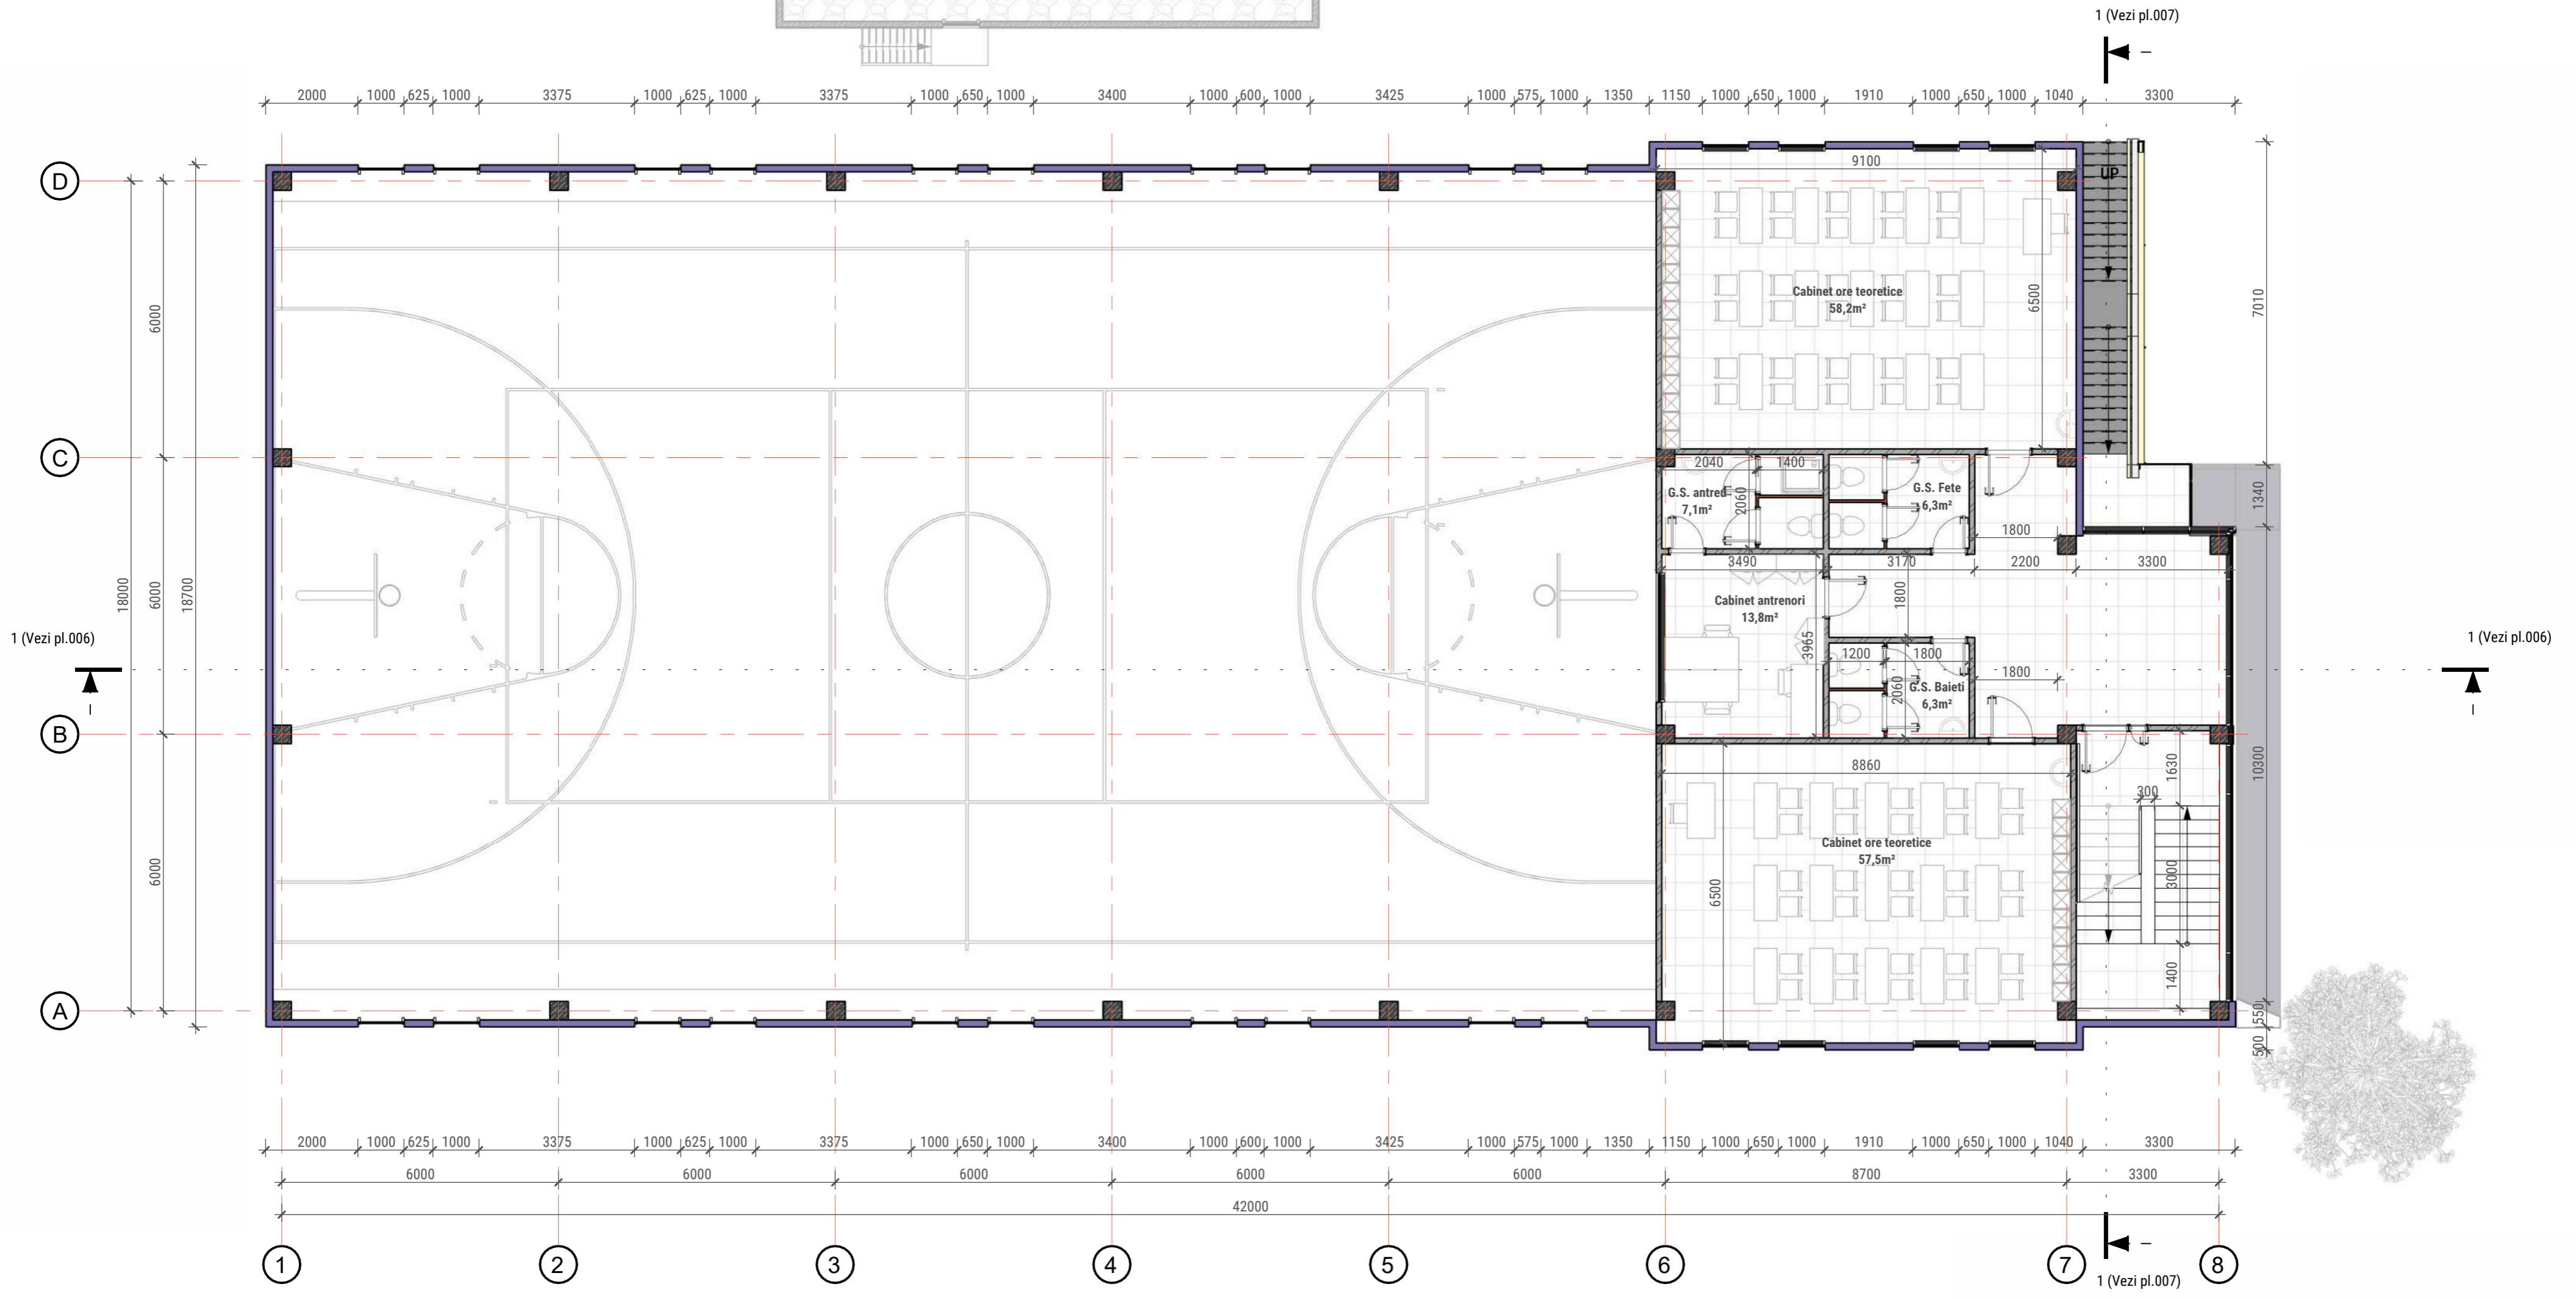 1 (Vezi pl.007)
2000 1000 625 1000 3375 1000 625 1000 3375 1000 650 1000 3400 1000 600 1000 3425 1000 575 1000 1350 1150 1000 650 1000 1910 1000 650 1000 1040 3300
D
9100
UP
Cabinet ore teoretice
58,2m²
6500
6000
7010
C
2040 1400
G.S. antred
7,1m²
2060
G.S. Fete
6,3m²
1340
1800
3490 3170 2200 3300
18000
6000
18700
Cabinet antrenori
13,8m²
1800
3965
1 (Vezi pl.006)
1 (Vezi pl.006)
1200 1800
1800
G.S. Baieti
6,3m²
2060
B
8860
1630
10300
300
Cabinet ore teoretice
57,5m²
6500
6000
3000
1400
A
550
500
2000 1000 625 1000 3375 1000 625 1000 3375 1000 650 1000 3400 1000 600 1000 3425 1000 575 1000 1350 1150 1000 650 1000 1910 1000 650 1000 1040 3300
6000 6000 6000 6000 6000 8700 3300
42000
1 2 3 4 5 6 7 8
1 (Vezi pl.007)